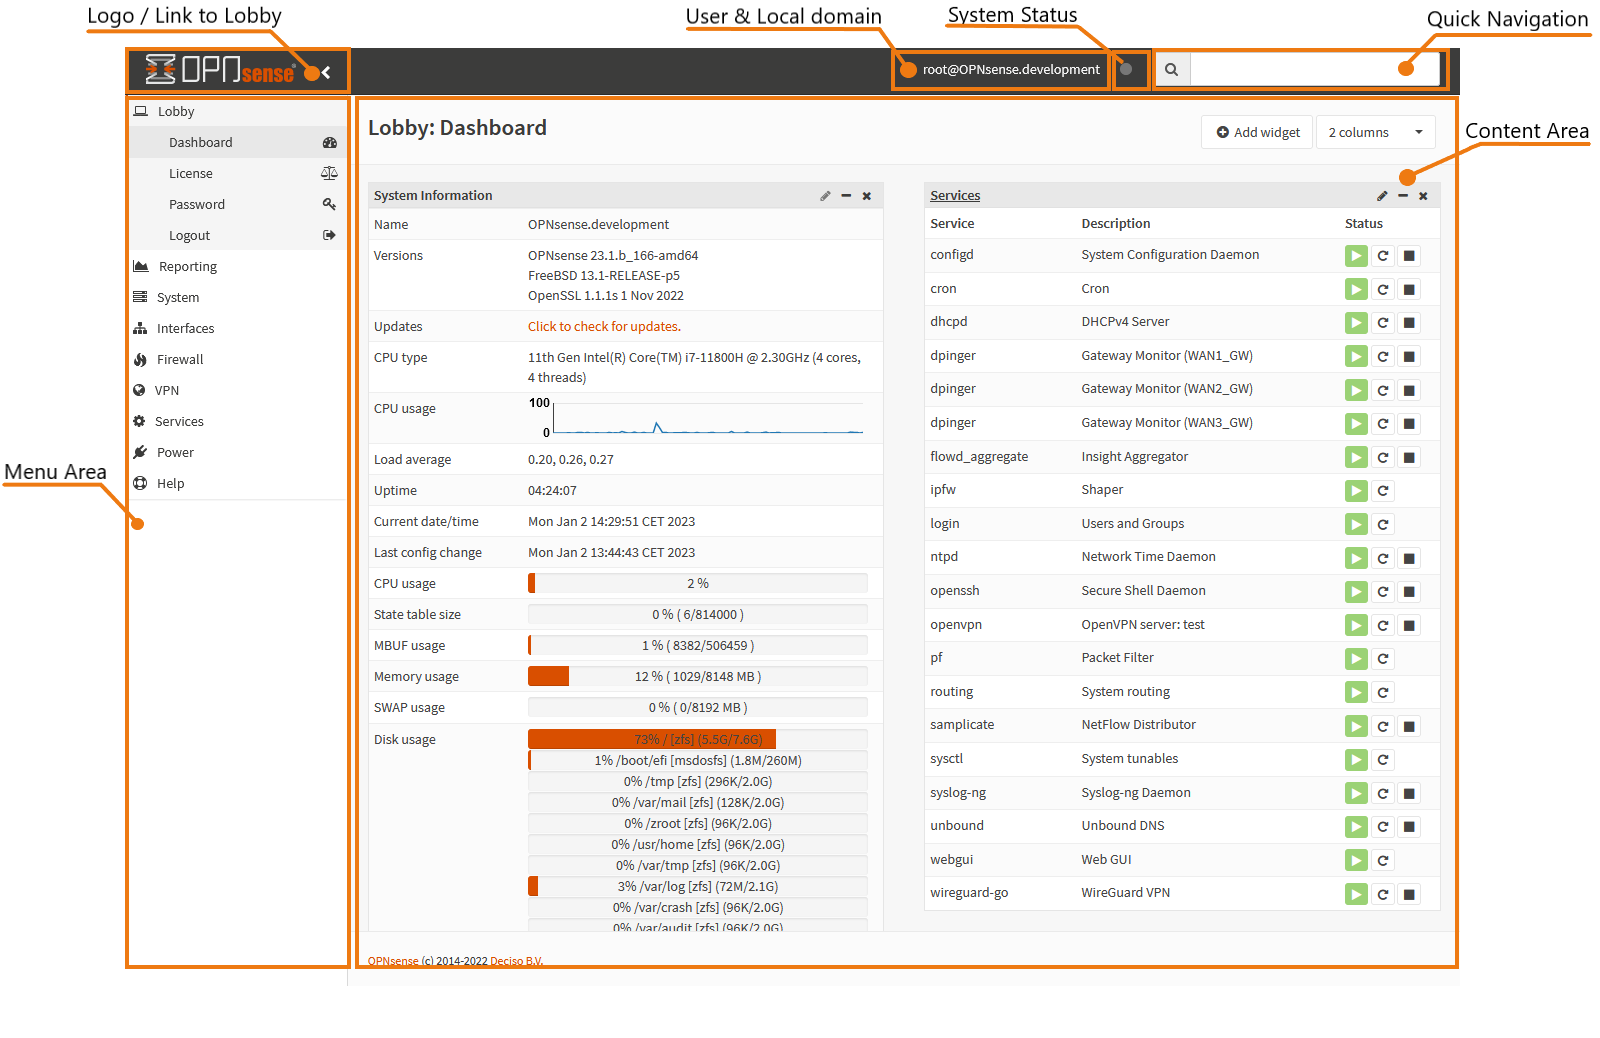 Logo / Link to Lobby
User & Local domain
System Status
Quick Navigation
OPNsense
root@OPNsense.development
Lobby
Dashboard
License
Password
Logout
Reporting
System
Interfaces
Firewall
VPN
Services
Power
Help
Menu Area
Lobby: Dashboard
Add widget
2 columns
Content Area
System Information
Name OPNsense.development
Versions OPNsense 23.1.b_166-amd64
FreeBSD 13.1-RELEASE-p5
OpenSSL 1.1.1s 1 Nov 2022
Updates Click to check for updates.
CPU type 11th Gen Intel(R) Core(TM) i7-11800H @ 2.30GHz (4 cores,
4 threads)
CPU usage 100
0
Load average 0.20, 0.26, 0.27
Uptime 04:24:07
Current date/time Mon Jan 2 14:29:51 CET 2023
Last config change Mon Jan 2 13:44:43 CET 2023
CPU usage 2 %
State table size 0 % ( 6/814000 )
MBUF usage 1 % ( 8382/506459 )
Memory usage 12 % ( 1029/8148 MB )
SWAP usage 0 % ( 0/8192 MB )
Disk usage 73% / [zfs] (5.5G/7.6G)
1% /boot/efi [msdosfs] (1.8M/260M)
0% /tmp [zfs] (296K/2.0G)
0% /var/mail [zfs] (128K/2.0G)
0% /zroot [zfs] (96K/2.0G)
0% /usr/home [zfs] (96K/2.0G)
0% /var/tmp [zfs] (96K/2.0G)
3% /var/log [zfs] (72M/2.1G)
0% /var/crash [zfs] (96K/2.0G)
0% /var/audit [zfs] (96K/2.0G)
Services
Service Description Status
configd System Configuration Daemon
cron Cron
dhcpd DHCPv4 Server
dpinger Gateway Monitor (WAN1_GW)
dpinger Gateway Monitor (WAN2_GW)
dpinger Gateway Monitor (WAN3_GW)
flowd_aggregate Insight Aggregator
ipfw Shaper
login Users and Groups
ntpd Network Time Daemon
openssh Secure Shell Daemon
openvpn OpenVPN server: test
pf Packet Filter
routing System routing
samplicate NetFlow Distributor
sysctl System tunables
syslog-ng Syslog-ng Daemon
unbound Unbound DNS
webgui Web GUI
wireguard-go WireGuard VPN
OPNsense (c) 2014-2022 Deciso B.V.